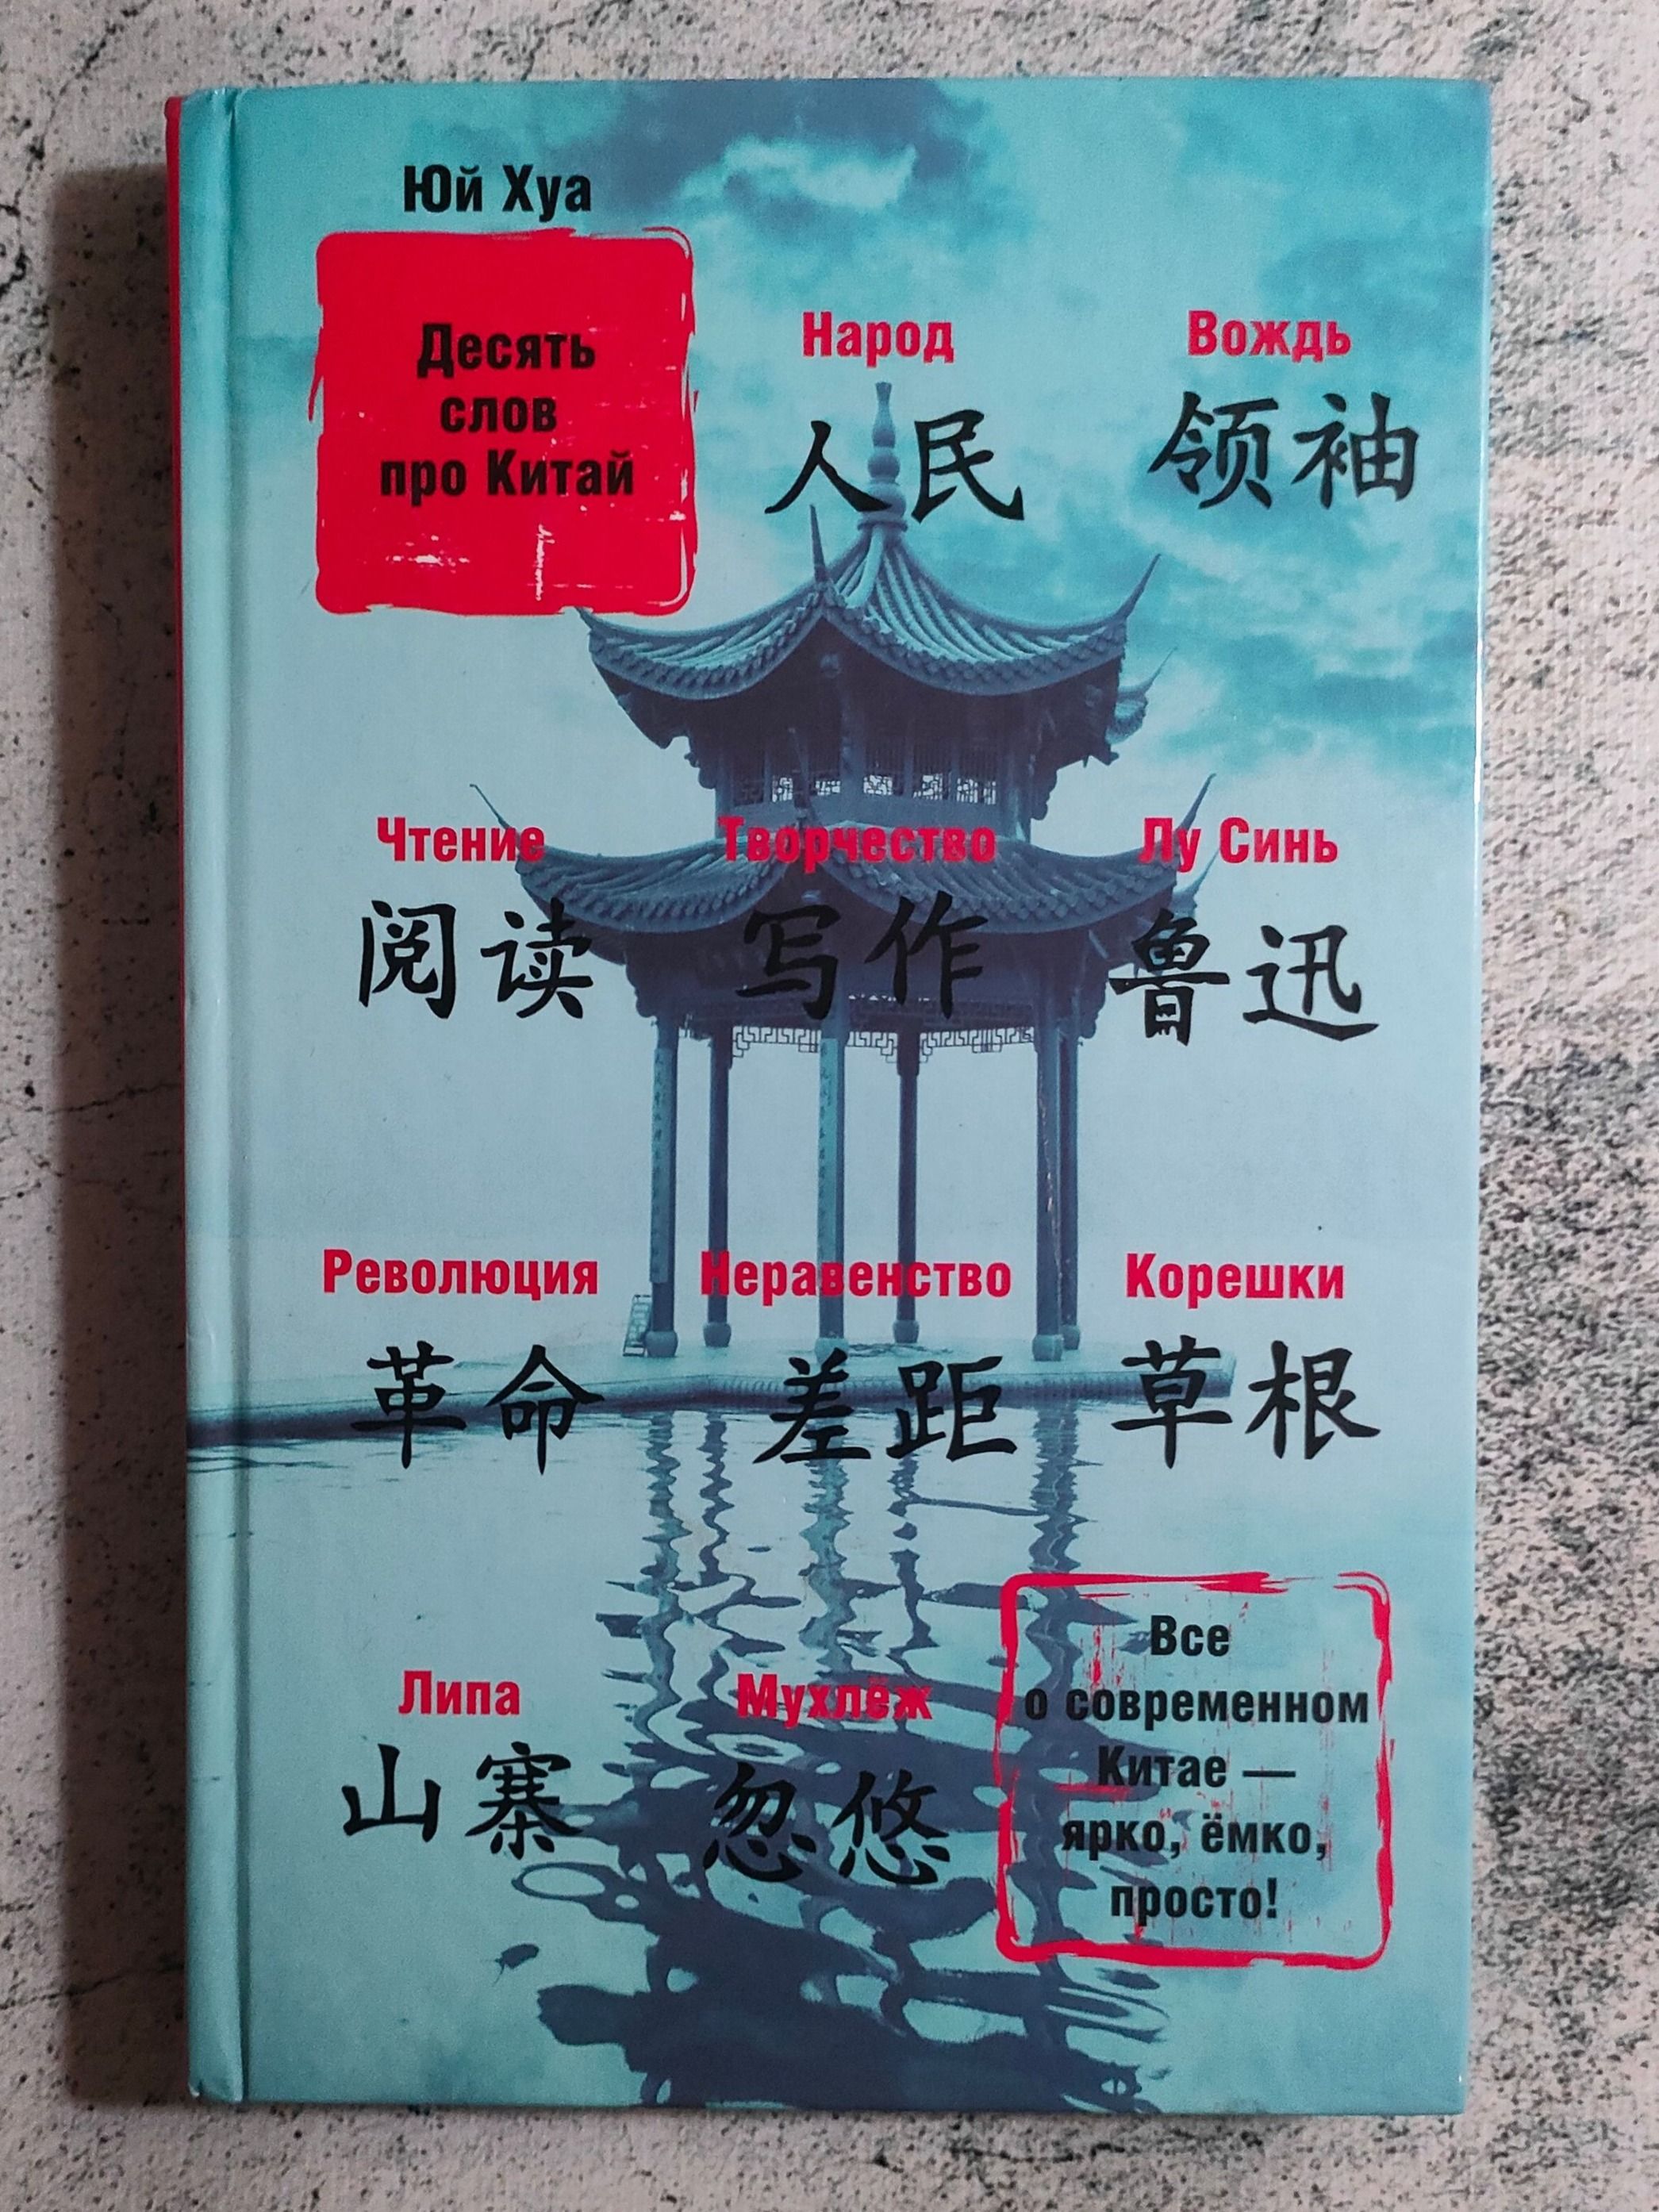 Юй Хуа
Десять
слов
про Китай
Народ
人民
Вождь
领袖
Чтение
阅读
Творчество
写作
Лу Синь
鲁迅
Революция
革命
Неравенство
差距
Корешки
草根
Липа
山寨
Мухлёж
忽悠
Все
о современном
Китае —
ярко, ёмко,
просто!